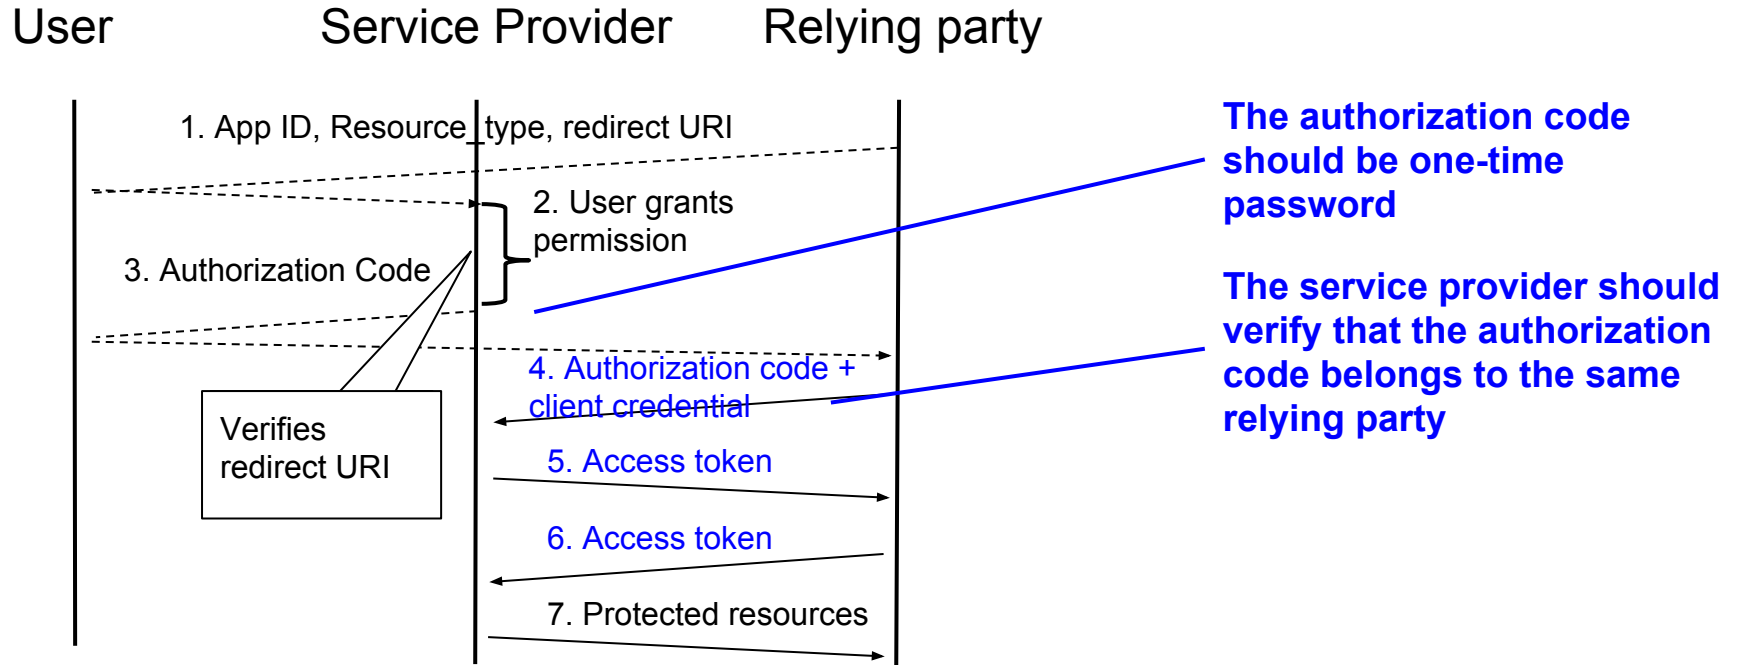 User
Service Provider
Relying party
1. App ID, Resource_type, redirect URI
2. User grants
permission
3. Authorization Code
Verifies
redirect URI
4. Authorization code +
client credential
5. Access token
6. Access token
7. Protected resources
The authorization code
should be one-time
password
The service provider should
verify that the authorization
code belongs to the same
relying party